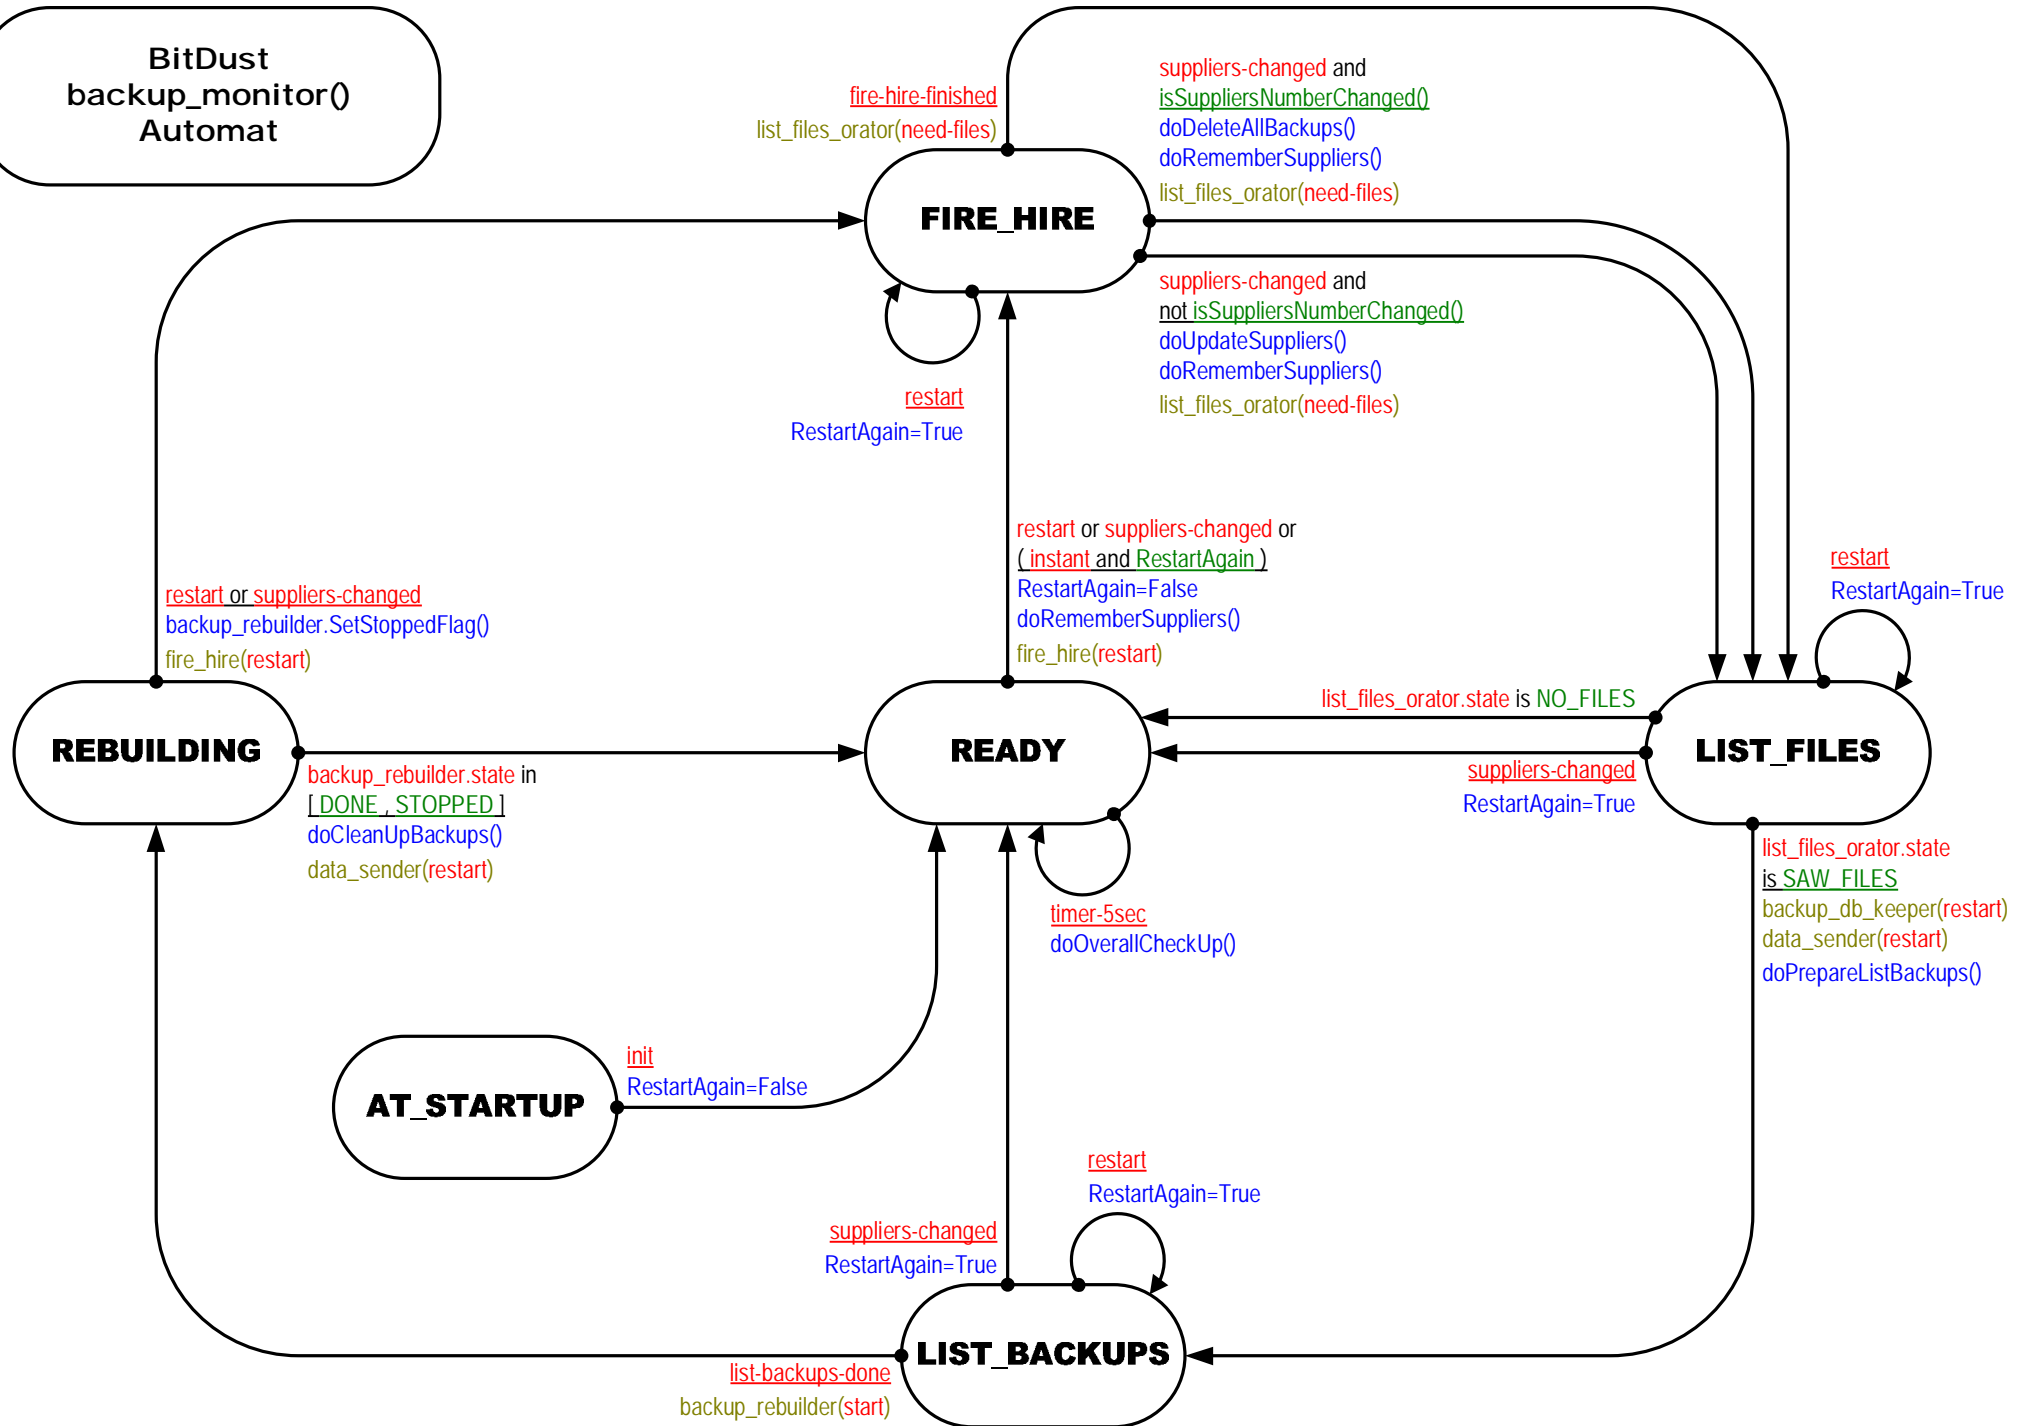 BitDust
backup_monitor()
Automat
fire-hire-finished
list_files_orator(need-files)
suppliers-changed and
isSuppliersNumberChanged()
doDeleteAllBackups()
doRememberSuppliers()
list_files_orator(need-files)
FIRE_HIRE
suppliers-changed and
not isSuppliersNumberChanged()
doUpdateSuppliers()
doRememberSuppliers()
list_files_orator(need-files)
restart
RestartAgain=True
restart or suppliers-changed or
( instant and RestartAgain )
RestartAgain=False
doRememberSuppliers()
fire_hire(restart)
restart
RestartAgain=True
restart or suppliers-changed
backup_rebuilder.SetStoppedFlag()
fire_hire(restart)
list_files_orator.state is NO_FILES
REBUILDING
READY
LIST_FILES
backup_rebuilder.state in
[ DONE , STOPPED ]
doCleanUpBackups()
data_sender(restart)
suppliers-changed
RestartAgain=True
list_files_orator.state
is SAW_FILES
backup_db_keeper(restart)
data_sender(restart)
doPrepareListBackups()
timer-5sec
doOverallCheckUp()
init
RestartAgain=False
AT_STARTUP
restart
RestartAgain=True
suppliers-changed
RestartAgain=True
LIST_BACKUPS
list-backups-done
backup_rebuilder(start)